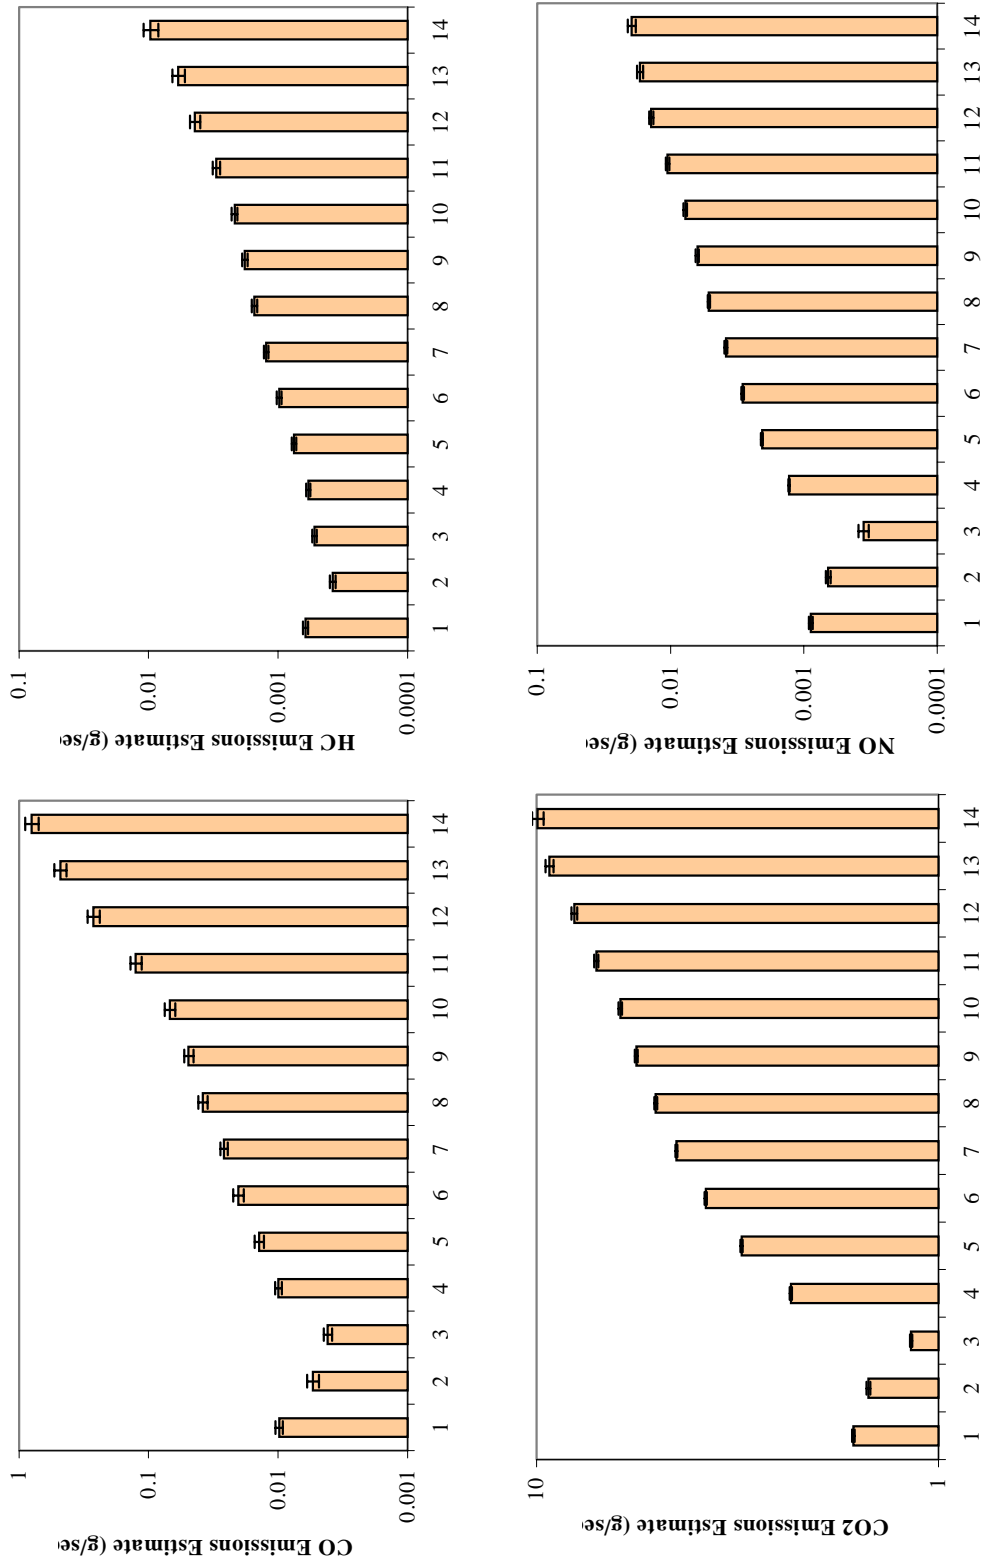 CO Emissions Estimate (g/sec
1
0.1
0.01
0.001
1 2 3 4 5 6 7 8 9 10 11 12 13 14
HC Emissions Estimate (g/sec
0.1
0.01
0.001
0.0001
1 2 3 4 5 6 7 8 9 10 11 12 13 14
CO2 Emissions Estimate (g/sec
10
1
1 2 3 4 5 6 7 8 9 10 11 12 13 14
NO Emissions Estimate (g/sec
0.1
0.01
0.001
0.0001
1 2 3 4 5 6 7 8 9 10 11 12 13 14